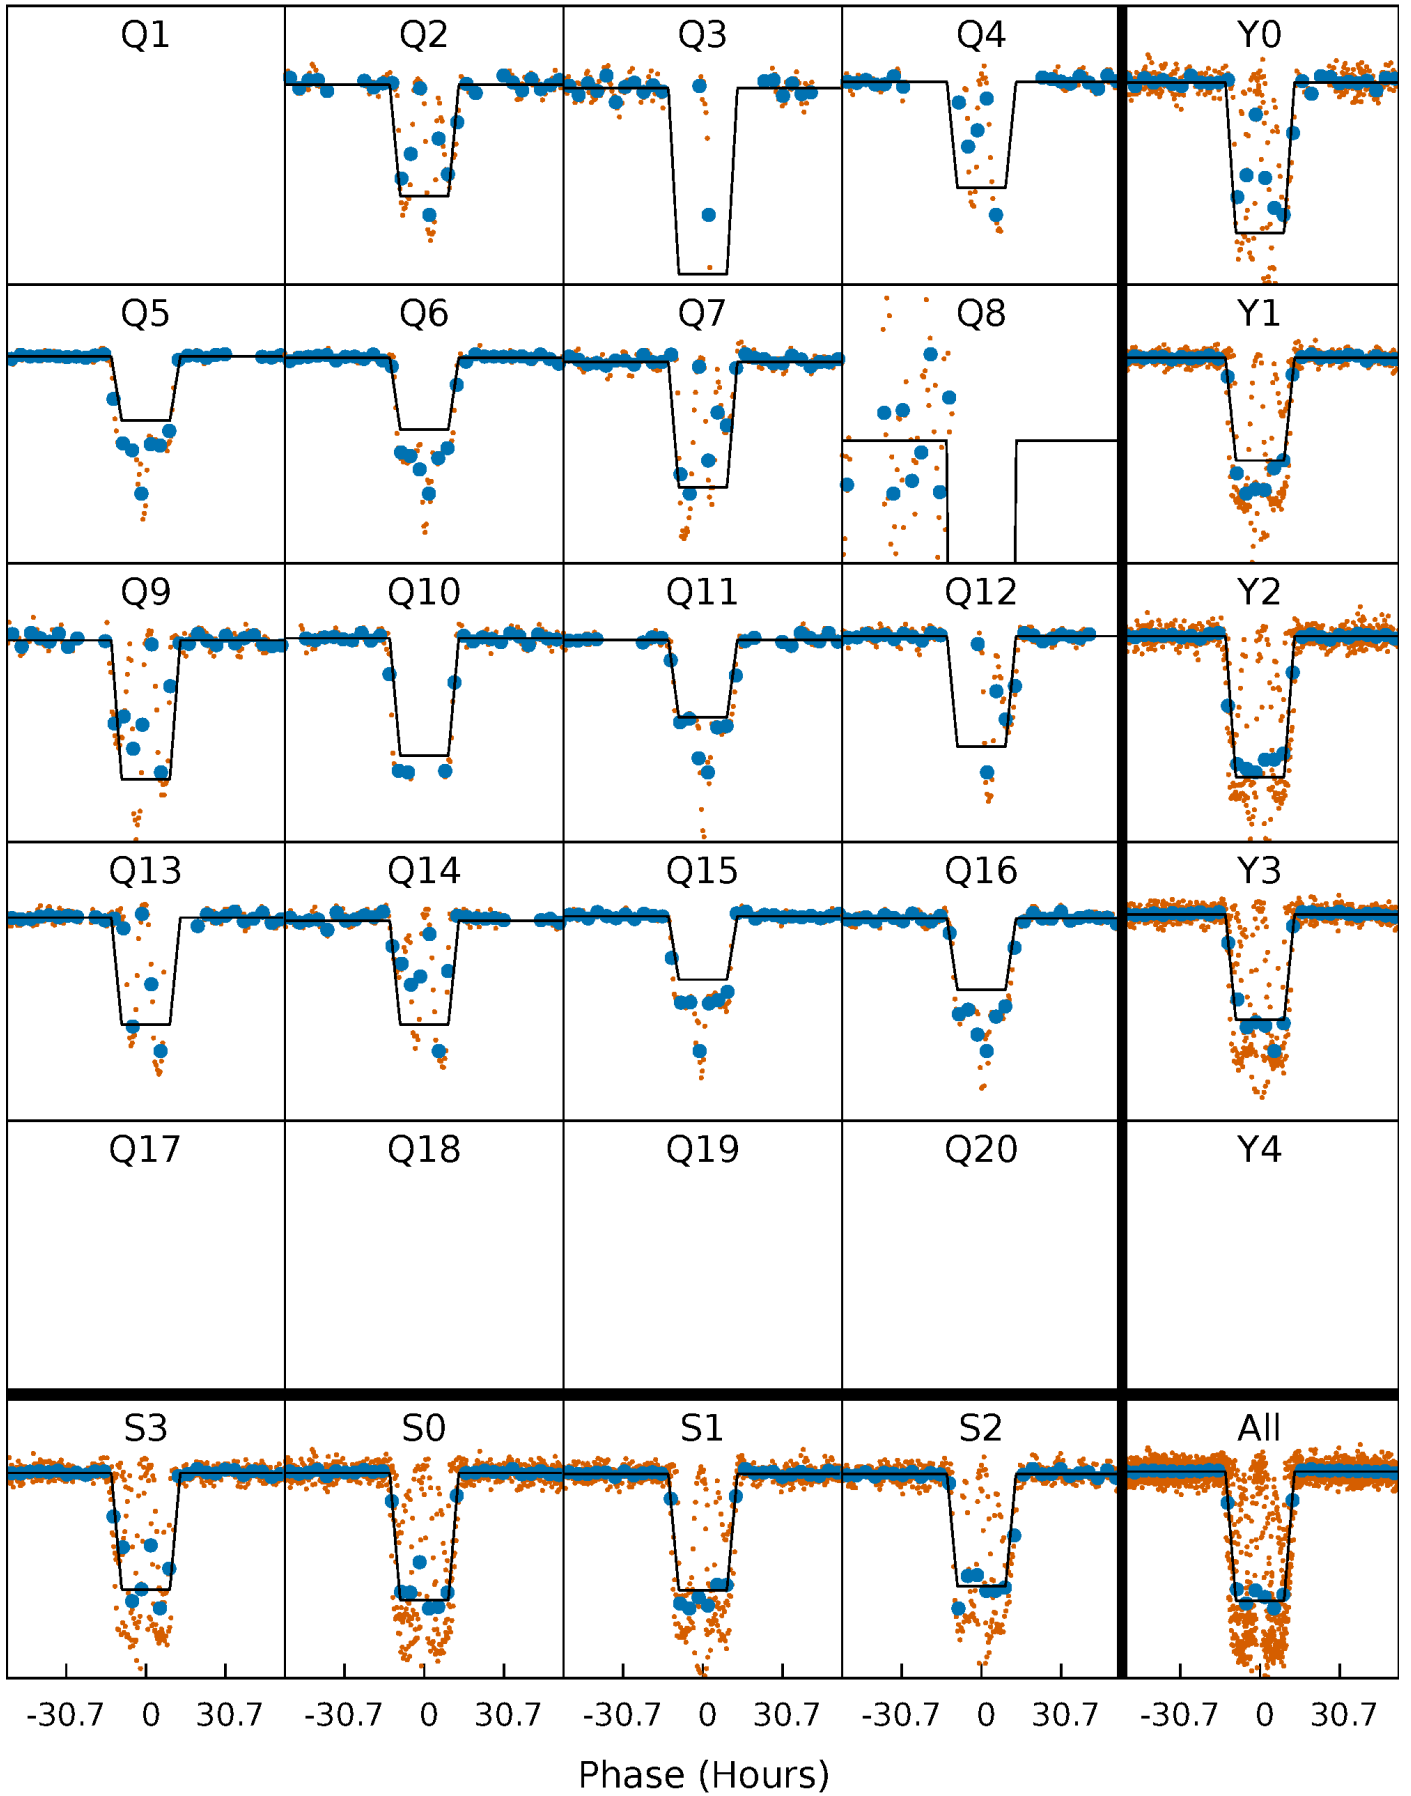 Q1 Q2 Q3 Q4 Y0
Q5 Q6 Q7 Q8 Y1
Q9 Q10 Q11 Q12 Y2
Q13 Q14 Q15 Q16 Y3
Q17 Q18 Q19 Q20 Y4
S3 S0 S1 S2 All
-30.7 0 30.7 -30.7 0 30.7 -30.7 0 30.7 -30.7 0 30.7 -30.7 0 30.7
Phase (Hours)